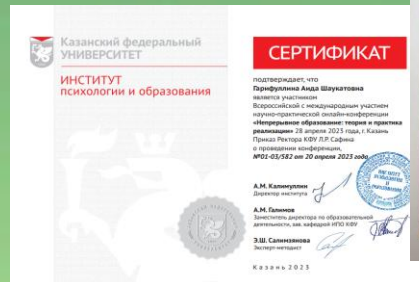 Казанский федеральный
УНИВЕРСИТЕТ
ИНСТИТУТ
психологии и образования
СЕРТИФИКАТ
подтверждает, что
Гарифуллина Аида Шаукатовна
является участником
Всероссийской с международным участием
научно-практической онлайн-конференции
«Непрерывное образование: теория и практика
реализации» 28 апреля 2023 года, г. Казань
Приказ Ректора КФУ Л.Р. Сафина
о проведении конференции,
№01-03/582 от 20 апреля 2023 года
А.М. Калимуллин
Директор института
А.М. Галимов
Заместитель директора по образовательной
деятельности, зав. кафедрой ИПО КФУ
Э.Ш. Салимзянова
Эксперт-методист
Казань 2023